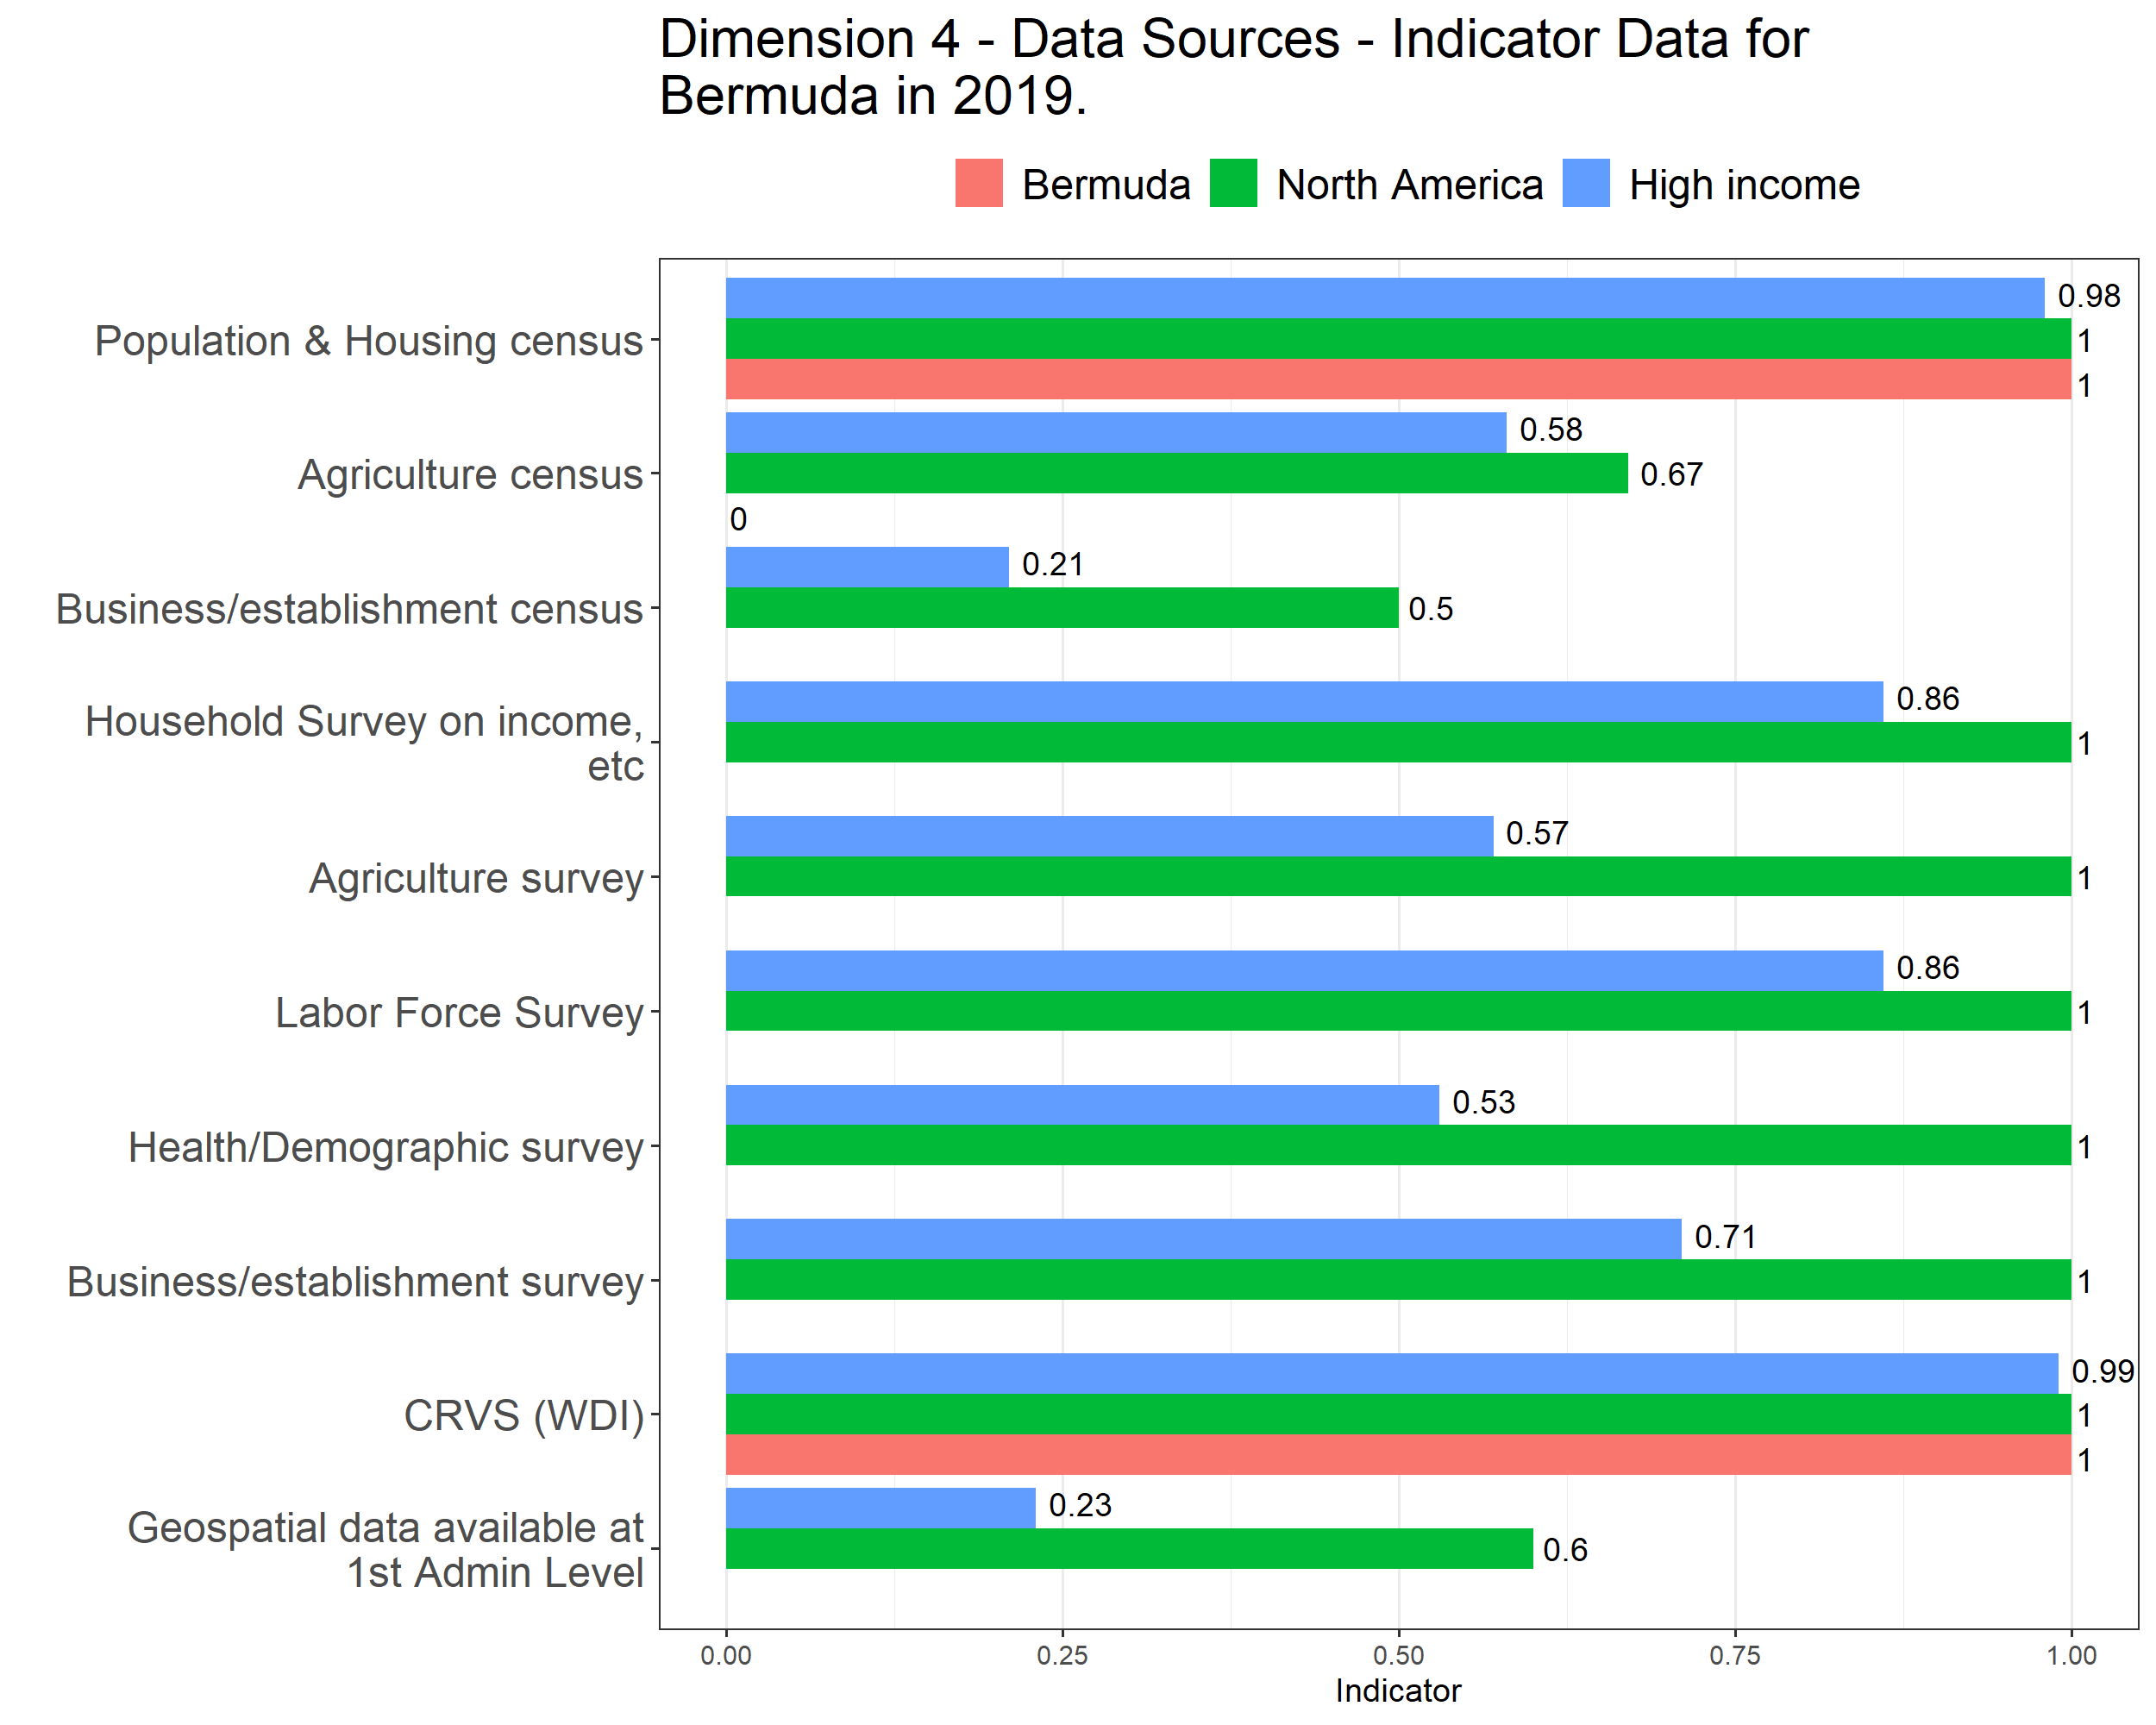 Dimension 4 - Data Sources - Indicator Data for
Bermuda in 2019.
Bermuda North America High income
Population & Housing census
0.98
1
1
Agriculture census
0.58
0.67
0
Business/establishment census
0.21
0.5
Household Survey on income,
etc
0.86
1
Agriculture survey
0.57
1
Labor Force Survey
0.86
1
Health/Demographic survey
0.53
1
Business/establishment survey
0.71
1
CRVS (WDI)
0.99
1
1
Geospatial data available at
1st Admin Level
0.23
0.6
0.00 0.25 0.50 0.75 1.00
Indicator